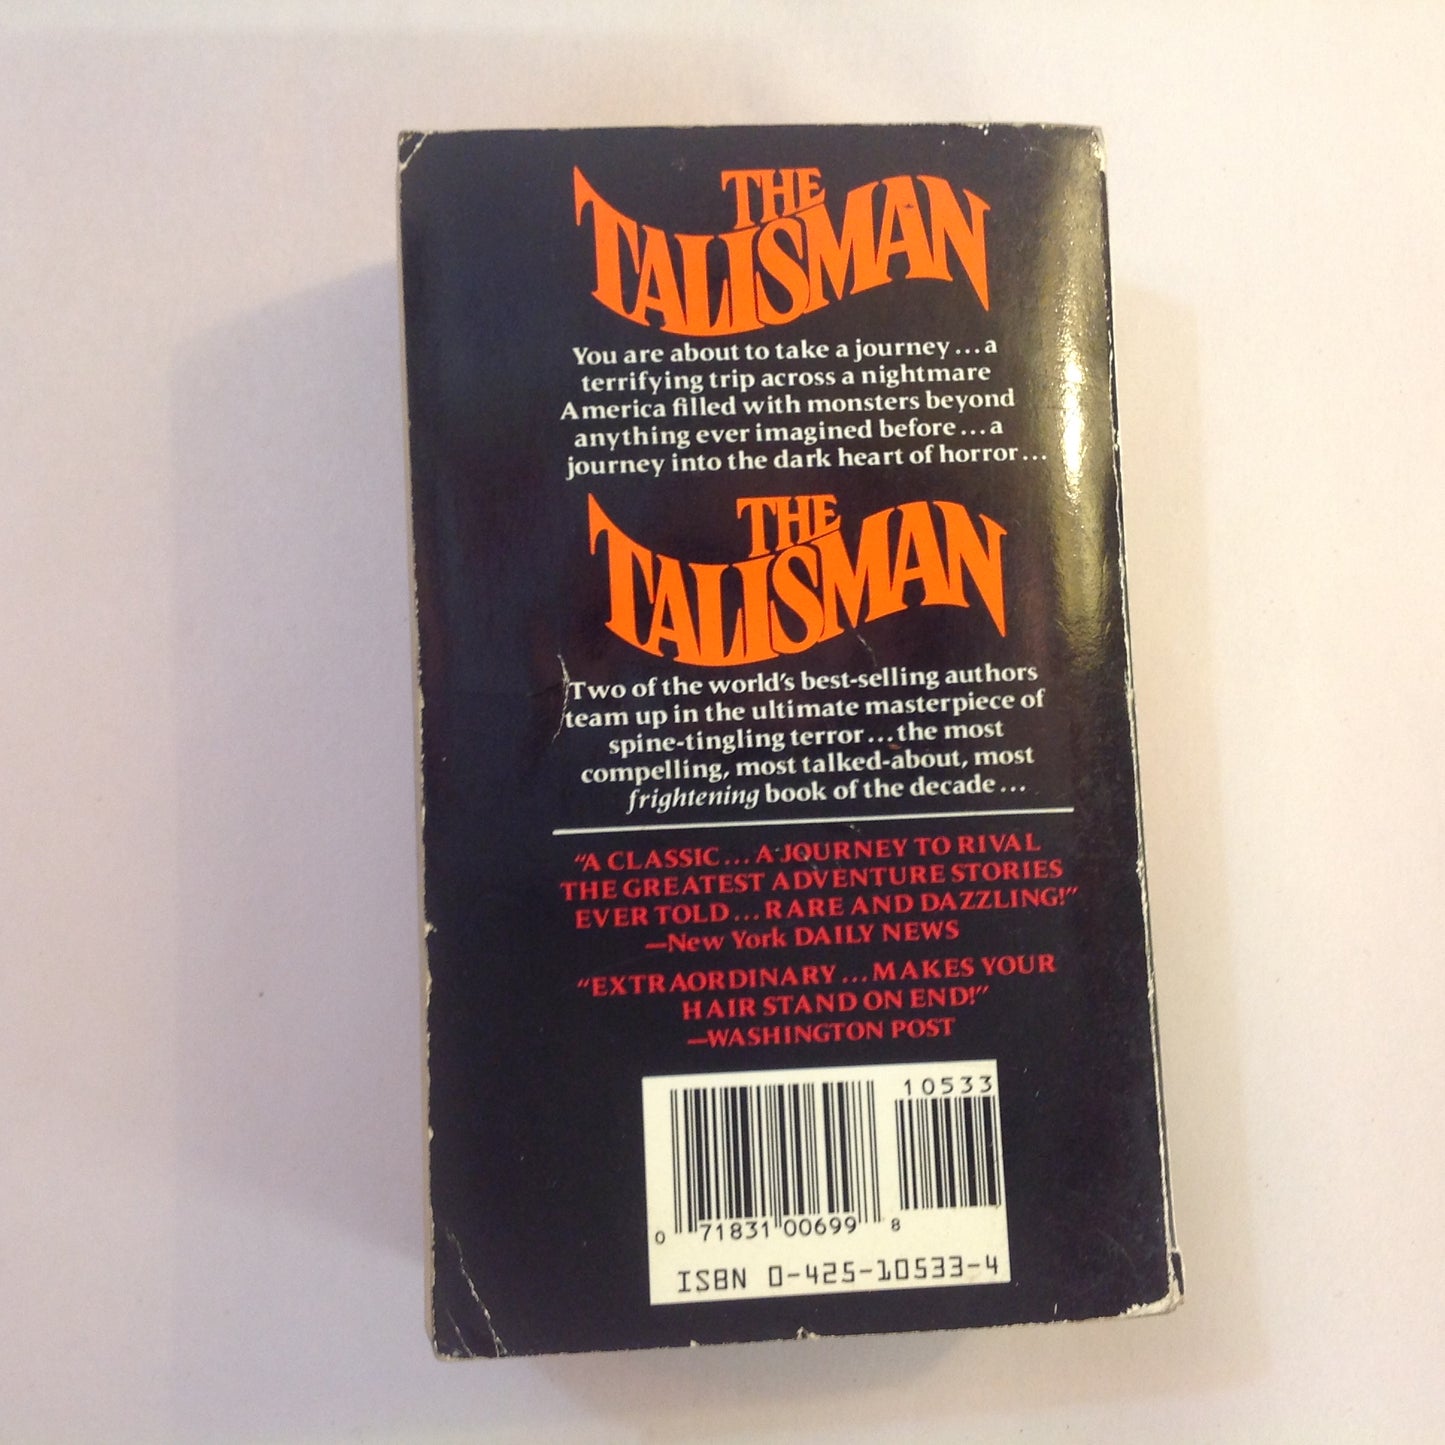 THE
TALISMAN
You are about to take a journey...a
terrifying trip across a nightmare
America filled with monsters beyond
anything ever imagined before...a
journey into the dark heart of horror...
THE
TALISMAN
Two of the world's best-selling authors
team up in the ultimate masterpiece of
spine-tingling terror...the most
compelling, most talked-about, most
frightening book of the decade...
"A CLASSIC...A JOURNEY TO RIVAL
THE GREATEST ADVENTURE STORIES
EVER TOLD...RARE AND DAZZLING!"
—New York DAILY NEWS
"EXTRAORDINARY...MAKES YOUR
HAIR STAND ON END!"
—WASHINGTON POST
10533
0 71831 00699 8
ISBN 0-425-10533-4